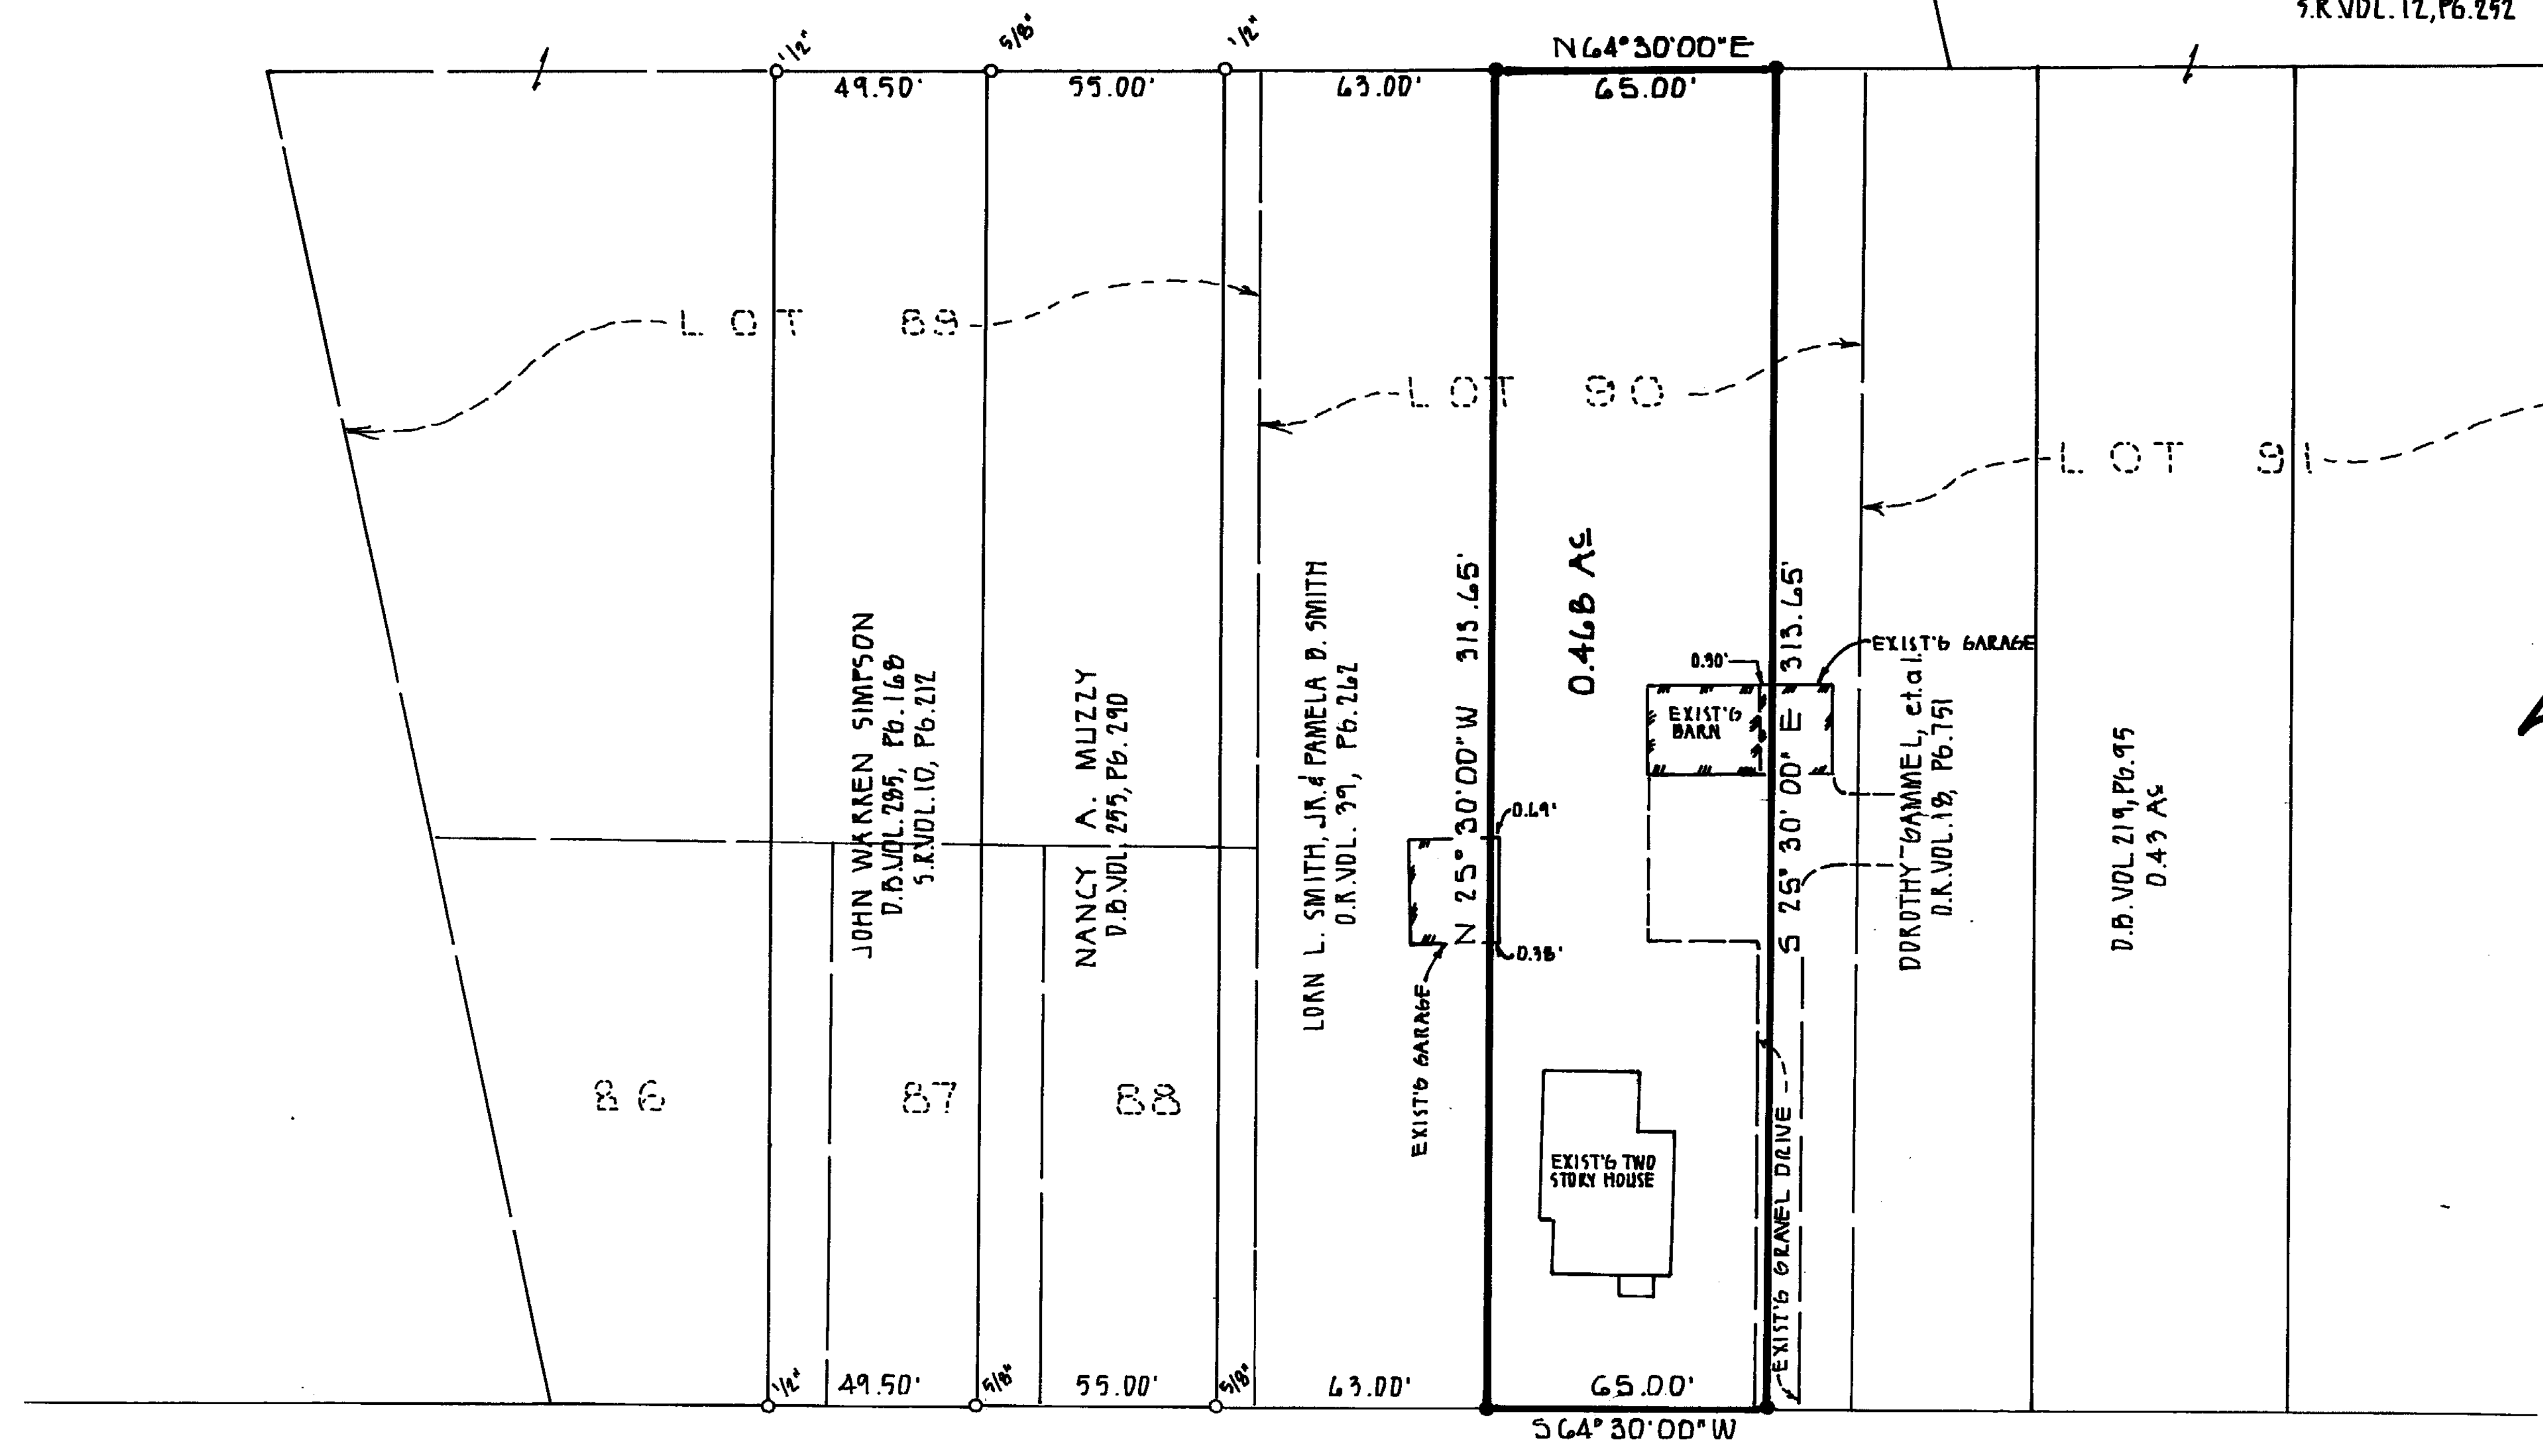 S.R.VOL. 12, PG. 252
1/2"
5/8"
1/2"
N64°30'00"E
49.50'
55.00'
63.00'
65.00'
LOT 89
LOT 90
LOT 91
0.468 Ac
N 25° 30'00"W 313.65'
S 25° 30' 00" E 313.65'
EXIST'G GARAGE
0.30'
EXIST'G
BARN
JOHN WARREN SIMPSON
D.B.VOL. 285, PG. 168
S.R.VOL. 10, PG. 212
NANCY A. MUZZY
D.B.VOL. 255, PG. 290
LORN L. SMITH, JR. & PAMELA D. SMITH
O.R.VOL. 39, PG. 262
DOROTHY GAMMEL, et.al.
O.R.VOL. 18, PG. 751
D.B.VOL. 219, PG. 95
0.43 Ac
0.69'
0.38'
EXIST'G GARAGE
86
87
88
EXIST'G TWO
STORY HOUSE
EXIST'G GRAVEL DRIVE
1/2"
49.50'
5/8"
55.00'
5/8"
63.00'
65.00'
S64°30'00"W